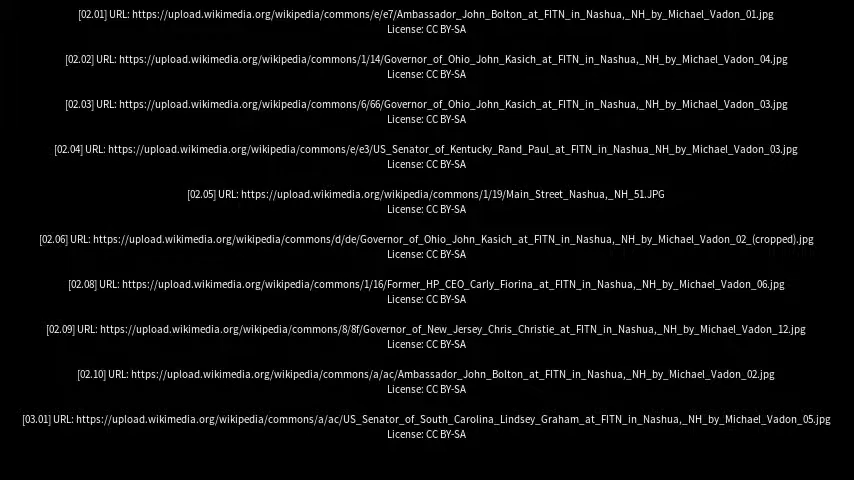 [02.01] URL: https://upload.wikimedia.org/wikipedia/commons/e/e7/Ambassador_John_Bolton_at_FITN_in_Nashua,_NH_by_Michael_Vadon_01.jpg
License: CC BY-SA
[02.02] URL: https://upload.wikimedia.org/wikipedia/commons/1/14/Governor_of_Ohio_John_Kasich_at_FITN_in_Nashua,_NH_by_Michael_Vadon_04.jpg
License: CC BY-SA
[02.03] URL: https://upload.wikimedia.org/wikipedia/commons/6/66/Governor_of_Ohio_John_Kasich_at_FITN_in_Nashua,_NH_by_Michael_Vadon_03.jpg
License: CC BY-SA
[02.04] URL: https://upload.wikimedia.org/wikipedia/commons/e/e3/US_Senator_of_Kentucky_Rand_Paul_at_FITN_in_Nashua_NH_by_Michael_Vadon_03.jpg
License: CC BY-SA
[02.05] URL: https://upload.wikimedia.org/wikipedia/commons/1/19/Main_Street_Nashua,_NH_51.JPG
License: CC BY-SA
[02.06] URL: https://upload.wikimedia.org/wikipedia/commons/d/de/Governor_of_Ohio_John_Kasich_at_FITN_in_Nashua,_NH_by_Michael_Vadon_02_(cropped).jpg
License: CC BY-SA
[02.08] URL: https://upload.wikimedia.org/wikipedia/commons/1/16/Former_HP_CEO_Carly_Fiorina_at_FITN_in_Nashua,_NH_by_Michael_Vadon_06.jpg
License: CC BY-SA
[02.09] URL: https://upload.wikimedia.org/wikipedia/commons/8/8f/Governor_of_New_Jersey_Chris_Christie_at_FITN_in_Nashua,_NH_by_Michael_Vadon_12.jpg
License: CC BY-SA
[02.10] URL: https://upload.wikimedia.org/wikipedia/commons/a/ac/Ambassador_John_Bolton_at_FITN_in_Nashua,_NH_by_Michael_Vadon_02.jpg
License: CC BY-SA
[03.01] URL: https://upload.wikimedia.org/wikipedia/commons/a/ac/US_Senator_of_South_Carolina_Lindsey_Graham_at_FITN_in_Nashua,_NH_by_Michael_Vadon_05.jpg
License: CC BY-SA